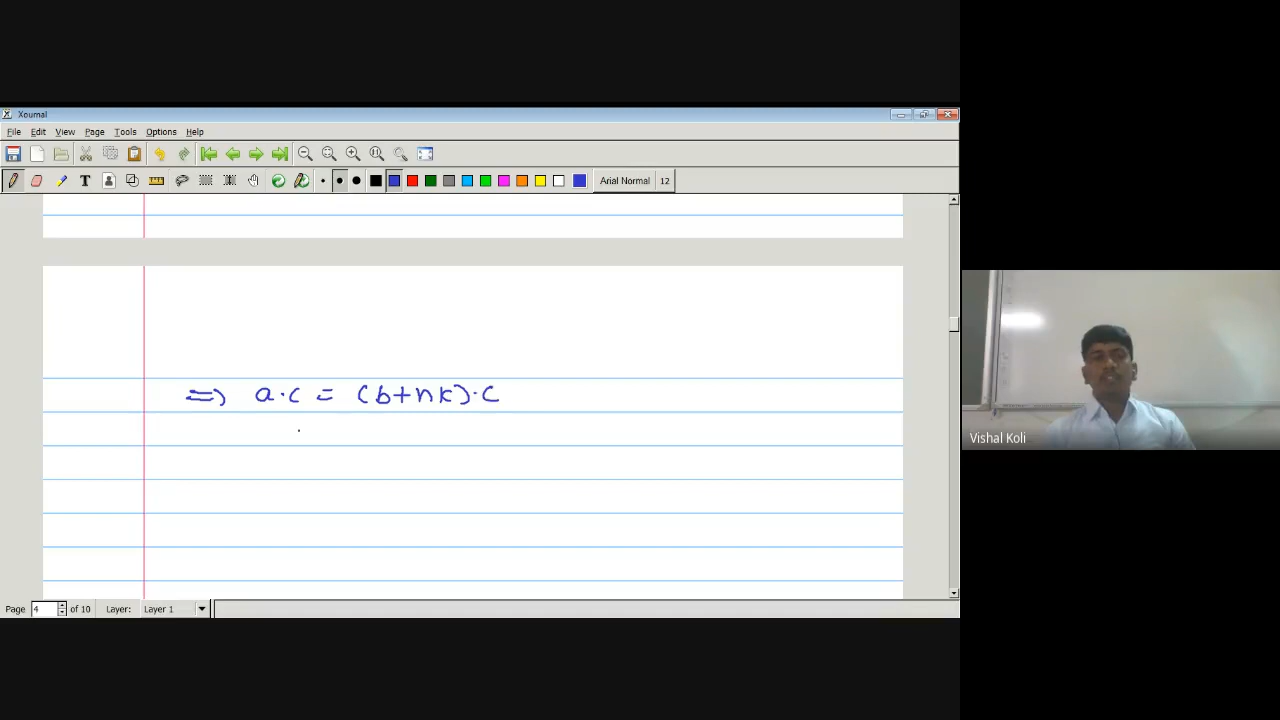 Xournal
File Edit View Page Tools Options Help
Arial Normal 12
⇒ a·c = (b+nk)·c
Vishal Koli
Page 4 of 10 Layer: Layer 1